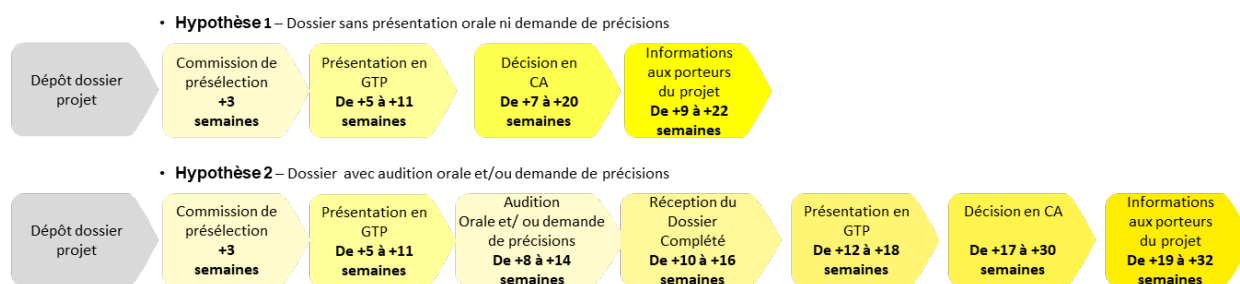 • Hypothèse 1 – Dossier sans présentation orale ni demande de précisions
Dépôt dossier
projet
Commission de
présélection
+3
semaines
Présentation en
GTP
De +5 à +11
semaines
Décision en
CA
De +7 à +20
semaines
Informations
aux porteurs
du projet
De +9 à +22
semaines
• Hypothèse 2 – Dossier avec audition orale et/ou demande de précisions
Dépôt dossier
projet
Commission de
présélection
+3
semaines
Présentation en
GTP
De +5 à +11
semaines
Audition
Orale et/ ou demande
de précisions
De +8 à +14
semaines
Réception du
Dossier
Complété
De +10 à +16
semaines
Présentation en
GTP
De +12 à +18
semaines
Décision en CA
De +17 à +30
semaines
Informations
aux porteurs
du projet
De +19 à +32
semaines